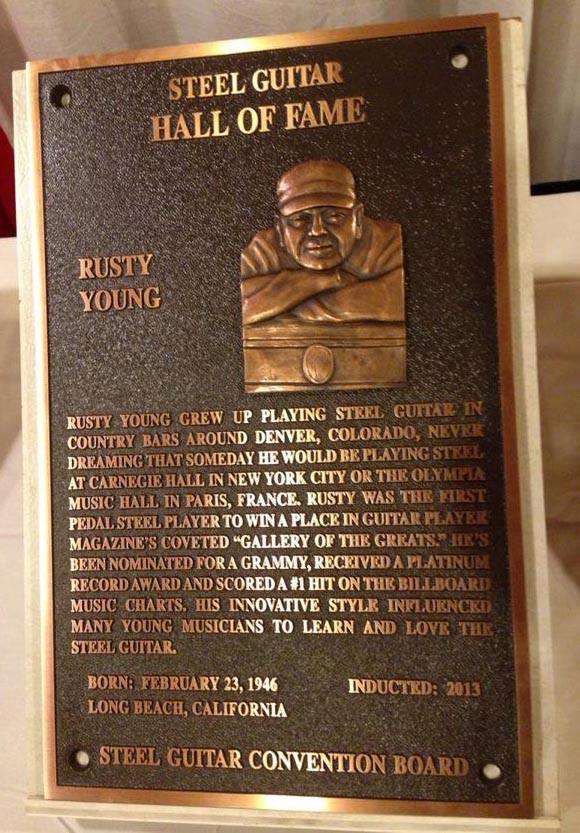 STEEL GUITAR
HALL OF FAME
RUSTY
YOUNG
RUSTY YOUNG GREW UP PLAYING STEEL GUITAR IN
COUNTRY BARS AROUND DENVER, COLORADO, NEVER
DREAMING THAT SOMEDAY HE WOULD BE PLAYING STEEL
AT CARNEGIE HALL IN NEW YORK CITY OR THE OLYMPIA
MUSIC HALL IN PARIS, FRANCE. RUSTY WAS THE FIRST
PEDAL STEEL PLAYER TO WIN A PLACE IN GUITAR PLAYER
MAGAZINE'S COVETED "GALLERY OF THE GREATS." HE'S
BEEN NOMINATED FOR A GRAMMY, RECEIVED A PLATINUM
RECORD AWARD AND SCORED A #1 HIT ON THE BILLBOARD
MUSIC CHARTS. HIS INNOVATIVE STYLE INFLUENCED
MANY YOUNG MUSICIANS TO LEARN AND LOVE THE
STEEL GUITAR.
BORN: FEBRUARY 23, 1946 INDUCTED: 2013
LONG BEACH, CALIFORNIA
STEEL GUITAR CONVENTION BOARD